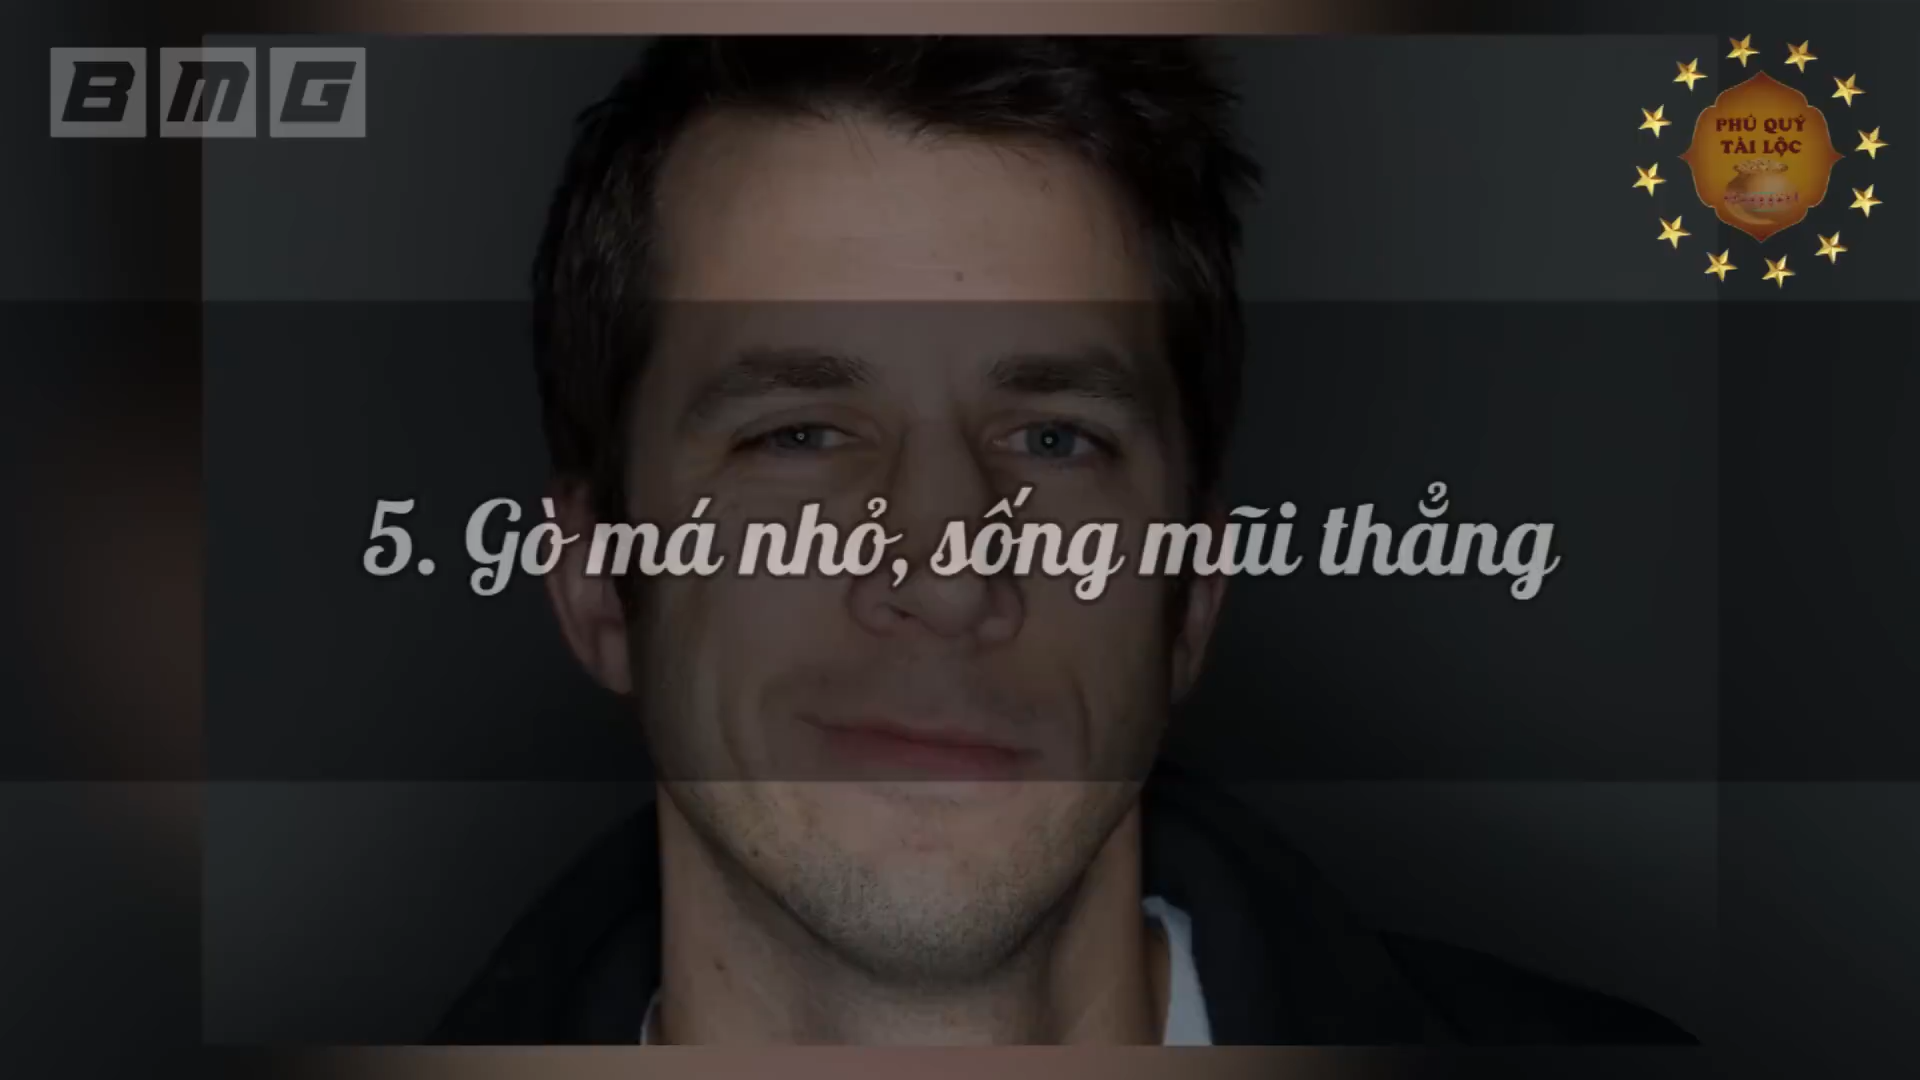 BMG
PHÚ QUÝ
TÀI LỘC
5. Gò má nhỏ, sống mũi thẳng